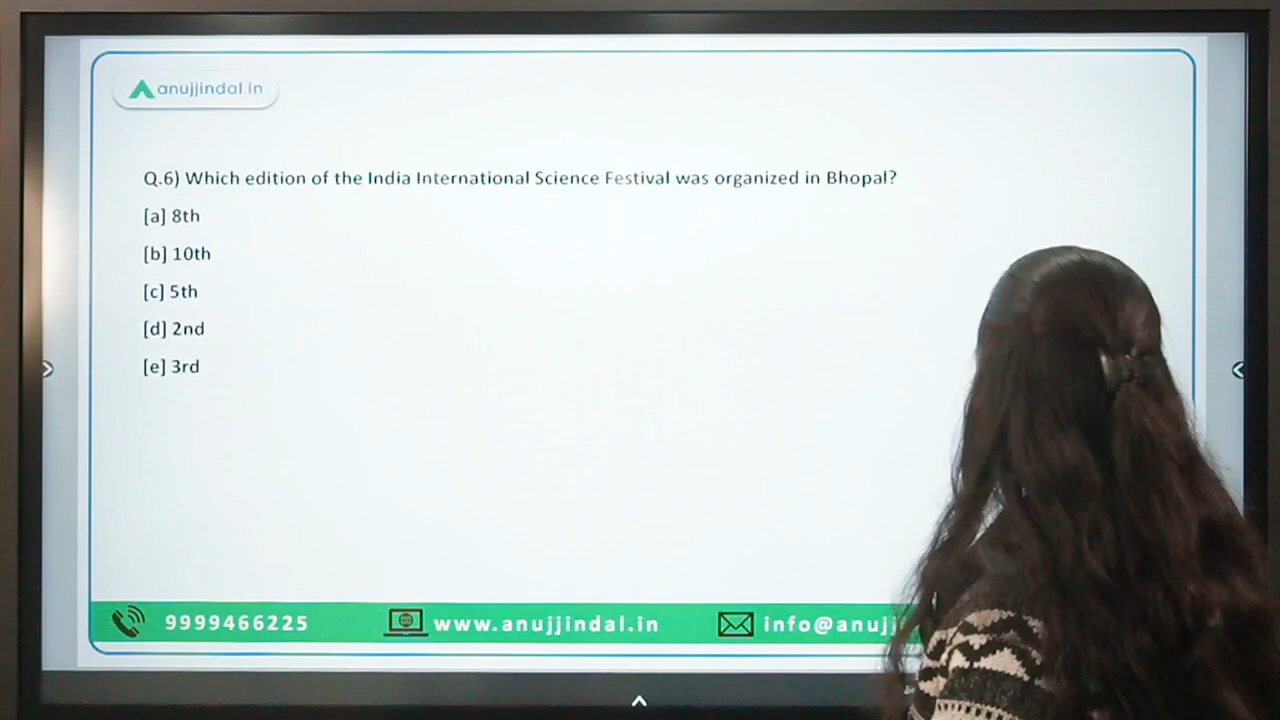 anujjindal.in
Q.6) Which edition of the India International Science Festival was organized in Bhopal?
[a] 8th
[b] 10th
[c] 5th
[d] 2nd
[e] 3rd
9999466225
www.anujjindal.in
info@anujj